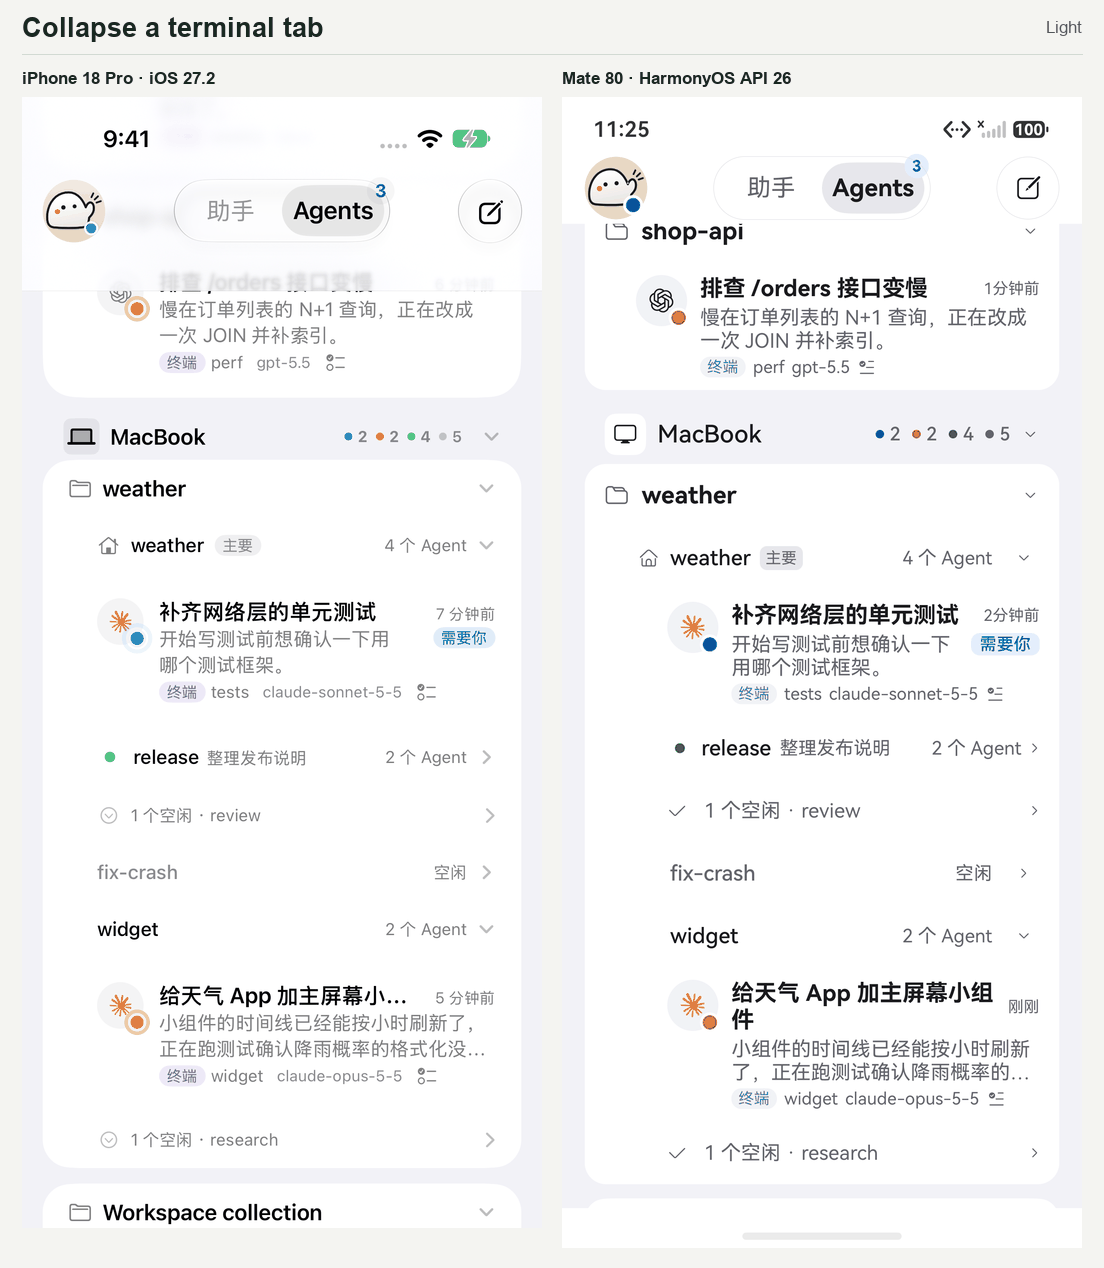 Collapse a terminal tab
Light
iPhone 18 Pro · iOS 27.2
9:41
助手
Agents
3
排查 /orders 接口变慢
6 分钟前
慢在订单列表的 N+1 查询，正在改成
一次 JOIN 并补索引。
终端 perf gpt-5.5
MacBook
2 2 4 5
weather
weather 主要 4 个 Agent
补齐网络层的单元测试 7 分钟前
开始写测试前想确认一下用 需要你
哪个测试框架。
终端 tests claude-sonnet-5-5
release 整理发布说明 2 个 Agent
1 个空闲 · review
fix-crash 空闲
widget 2 个 Agent
给天气 App 加主屏幕小... 5 分钟前
小组件的时间线已经能按小时刷新了，
正在跑测试确认降雨概率的格式化没...
终端 widget claude-opus-5-5
1 个空闲 · research
Workspace collection
Mate 80 · HarmonyOS API 26
11:25
100
助手
Agents
3
shop-api
排查 /orders 接口变慢 1分钟前
慢在订单列表的 N+1 查询，正在改成
一次 JOIN 并补索引。
终端 perf gpt-5.5
MacBook
2 2 4 5
weather
weather 主要 4 个 Agent
补齐网络层的单元测试 2分钟前
开始写测试前想确认一下 需要你
用哪个测试框架。
终端 tests claude-sonnet-5-5
release 整理发布说明 2 个 Agent
1 个空闲 · review
fix-crash 空闲
widget 2 个 Agent
给天气 App 加主屏幕小组 刚刚
件
小组件的时间线已经能按小时刷新
了，正在跑测试确认降雨概率的...
终端 widget claude-opus-5-5
1 个空闲 · research